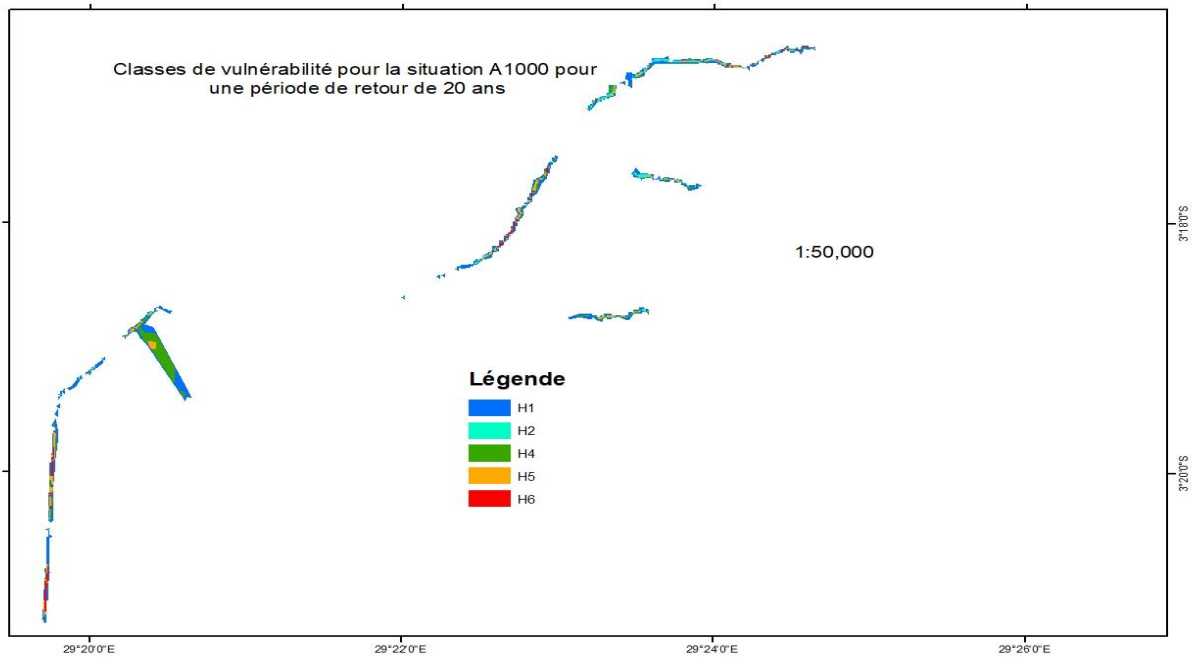 Classes de vulnérabilité pour la situation A1000 pour
une période de retour de 20 ans
3°18'0"S
1:50,000
Légende
H1
H2
H4
H5
H6
3°20'0"S
29°20'0"E
29°22'0"E
29°24'0"E
29°26'0"E